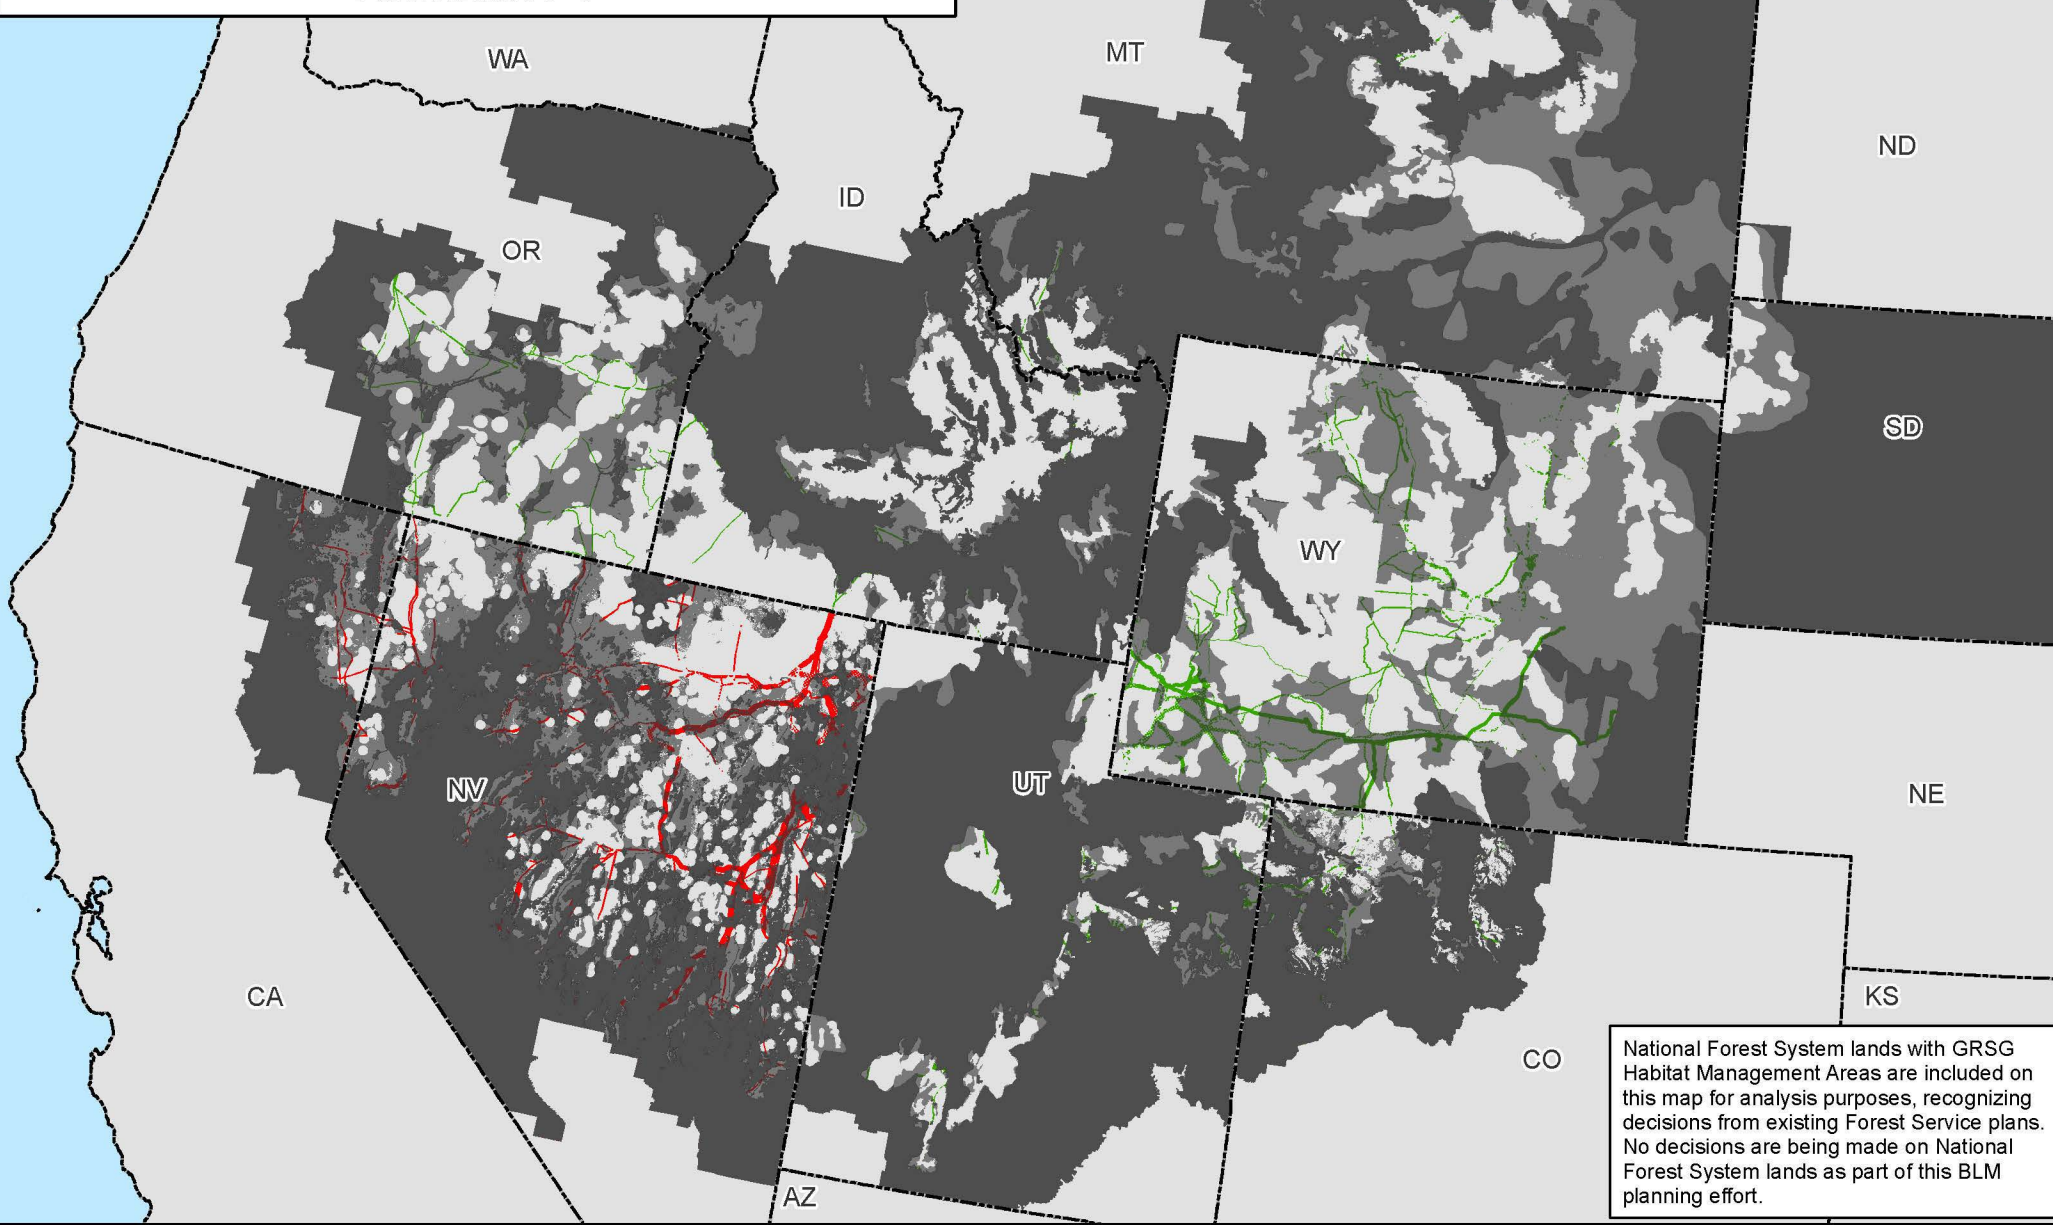 WA
MT
ND
ID
OR
SD
WY
NV
UT
NE
CA
KS
CO
AZ
National Forest System lands with GRSG
Habitat Management Areas are included on
this map for analysis purposes, recognizing
decisions from existing Forest Service plans.
No decisions are being made on National
Forest System lands as part of this BLM
planning effort.